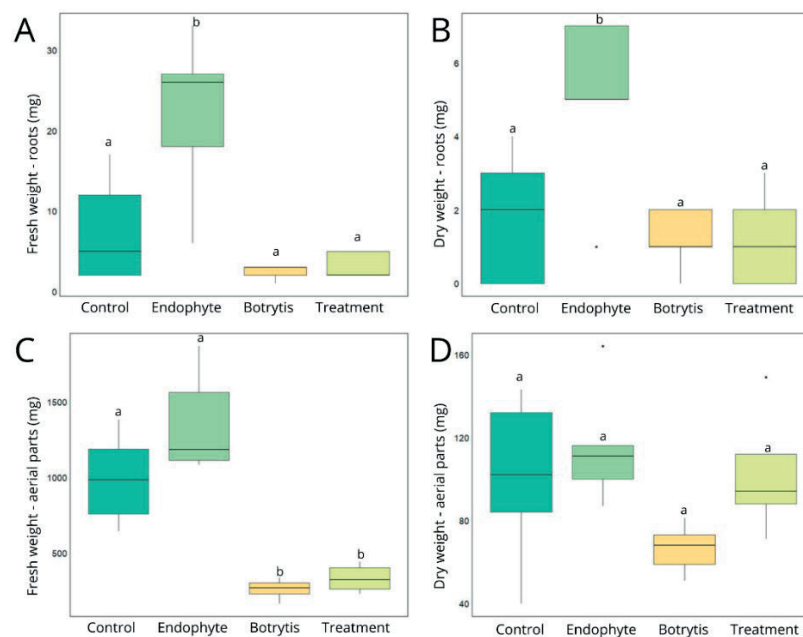 A
Fresh weight - roots (mg)
30
20
10
0
a
b
a
a
Control Endophyte Botrytis Treatment
B
Dry weight - roots (mg)
6
4
2
0
a
b
a
a
Control Endophyte Botrytis Treatment
C
Fresh weight - aerial parts (mg)
1500
1000
500
a
a
b
b
Control Endophyte Botrytis Treatment
D
Dry weight - aerial parts (mg)
160
120
80
40
a
a
a
a
Control Endophyte Botrytis Treatment